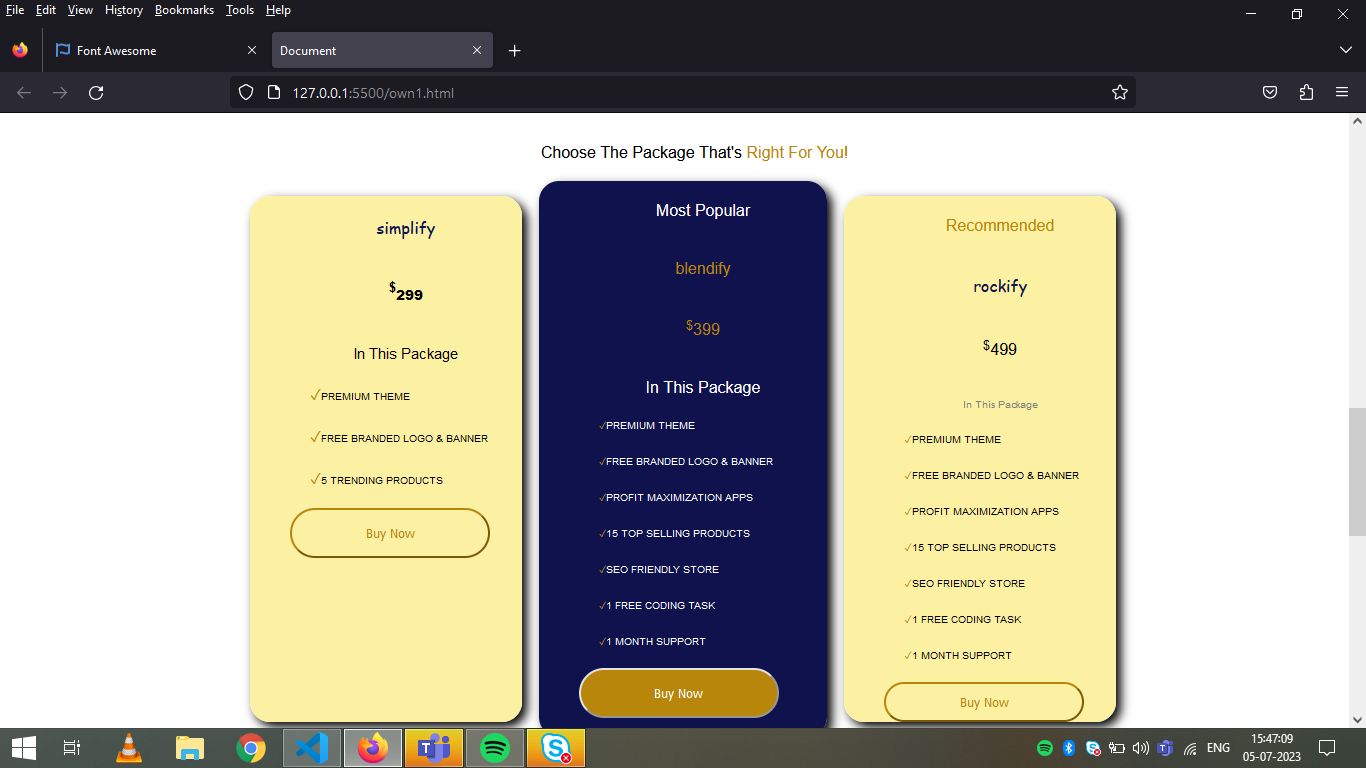 File Edit View History Bookmarks Tools Help
Font Awesome
Document
127.0.0.1:5500/own1.html
Choose The Package That's Right For You!
simplify
$299
In This Package
✓PREMIUM THEME
✓FREE BRANDED LOGO & BANNER
✓5 TRENDING PRODUCTS
Buy Now
Most Popular
blendify
$399
In This Package
✓PREMIUM THEME
✓FREE BRANDED LOGO & BANNER
✓PROFIT MAXIMIZATION APPS
✓15 TOP SELLING PRODUCTS
✓SEO FRIENDLY STORE
✓1 FREE CODING TASK
✓1 MONTH SUPPORT
Buy Now
Recommended
rockify
$499
In This Package
✓PREMIUM THEME
✓FREE BRANDED LOGO & BANNER
✓PROFIT MAXIMIZATION APPS
✓15 TOP SELLING PRODUCTS
✓SEO FRIENDLY STORE
✓1 FREE CODING TASK
✓1 MONTH SUPPORT
Buy Now
ENG
15:47:09
05-07-2023